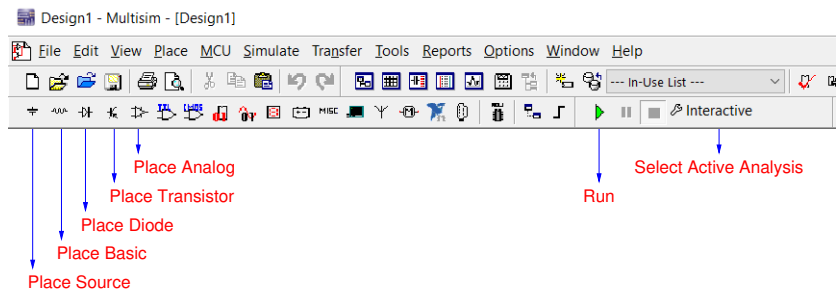 Design1 - Multisim - [Design1]
File Edit View Place MCU Simulate Transfer Tools Reports Options Window Help
--- In-Use List ---
MISC Interactive
Place Analog
Select Active Analysis
Place Transistor
Run
Place Diode
Place Basic
Place Source